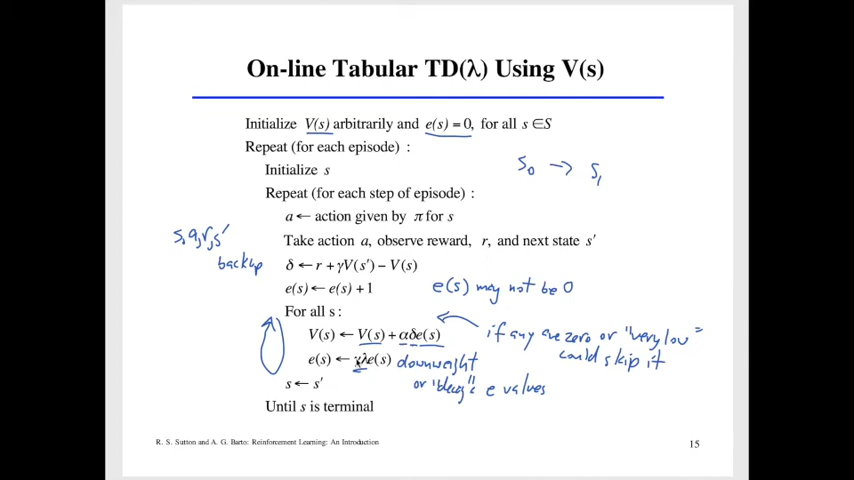 On-line Tabular TD(λ) Using V(s)
Initialize V(s) arbitrarily and e(s) = 0, for all s ∈S
Repeat (for each episode) :
Initialize s
s₀ → s₁
Repeat (for each step of episode) :
a ← action given by π for s
s,a,r,s'
Take action a, observe reward, r, and next state s′
backup
δ ← r + γV(s′) − V(s)
e(s) ← e(s) + 1
e(s) may not be 0
For all s :
V(s) ← V(s) + αδe(s)
if any are zero or "very low"
could skip it
e(s) ← γλe(s)
downweight
or "decay" e values
s ← s′
Until s is terminal
R. S. Sutton and A. G. Barto: Reinforcement Learning: An Introduction
15